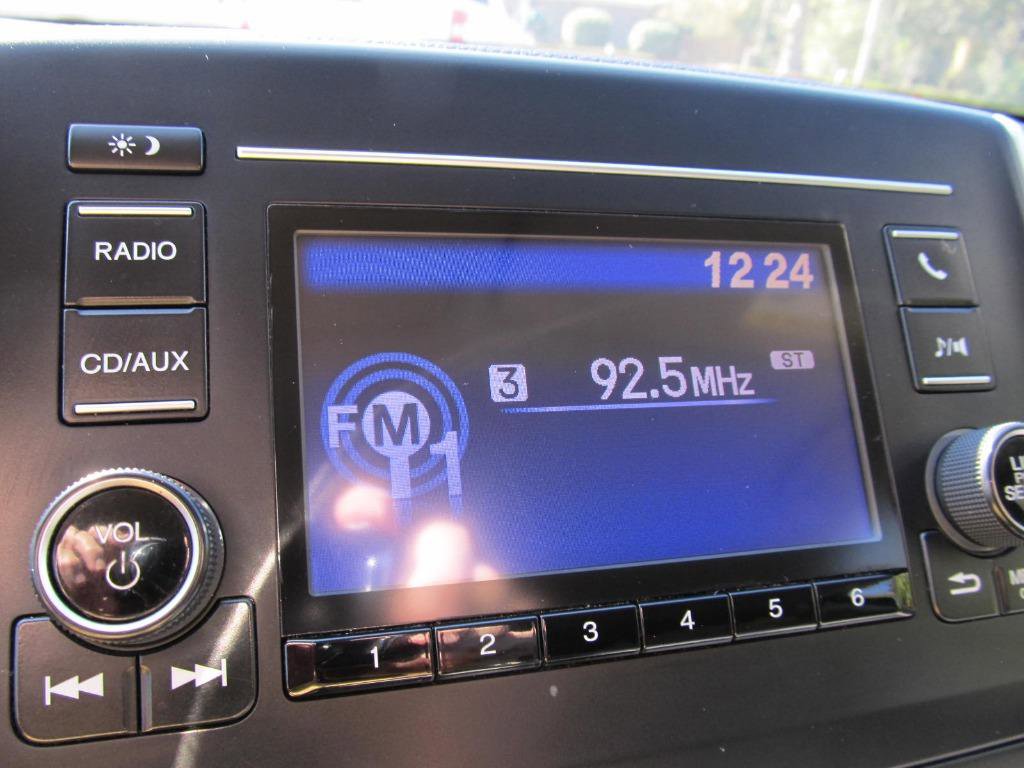 RADIO
CD/AUX
VOL
12 24
3 92.5MHz ST
FM 1
1 2 3 4 5 6